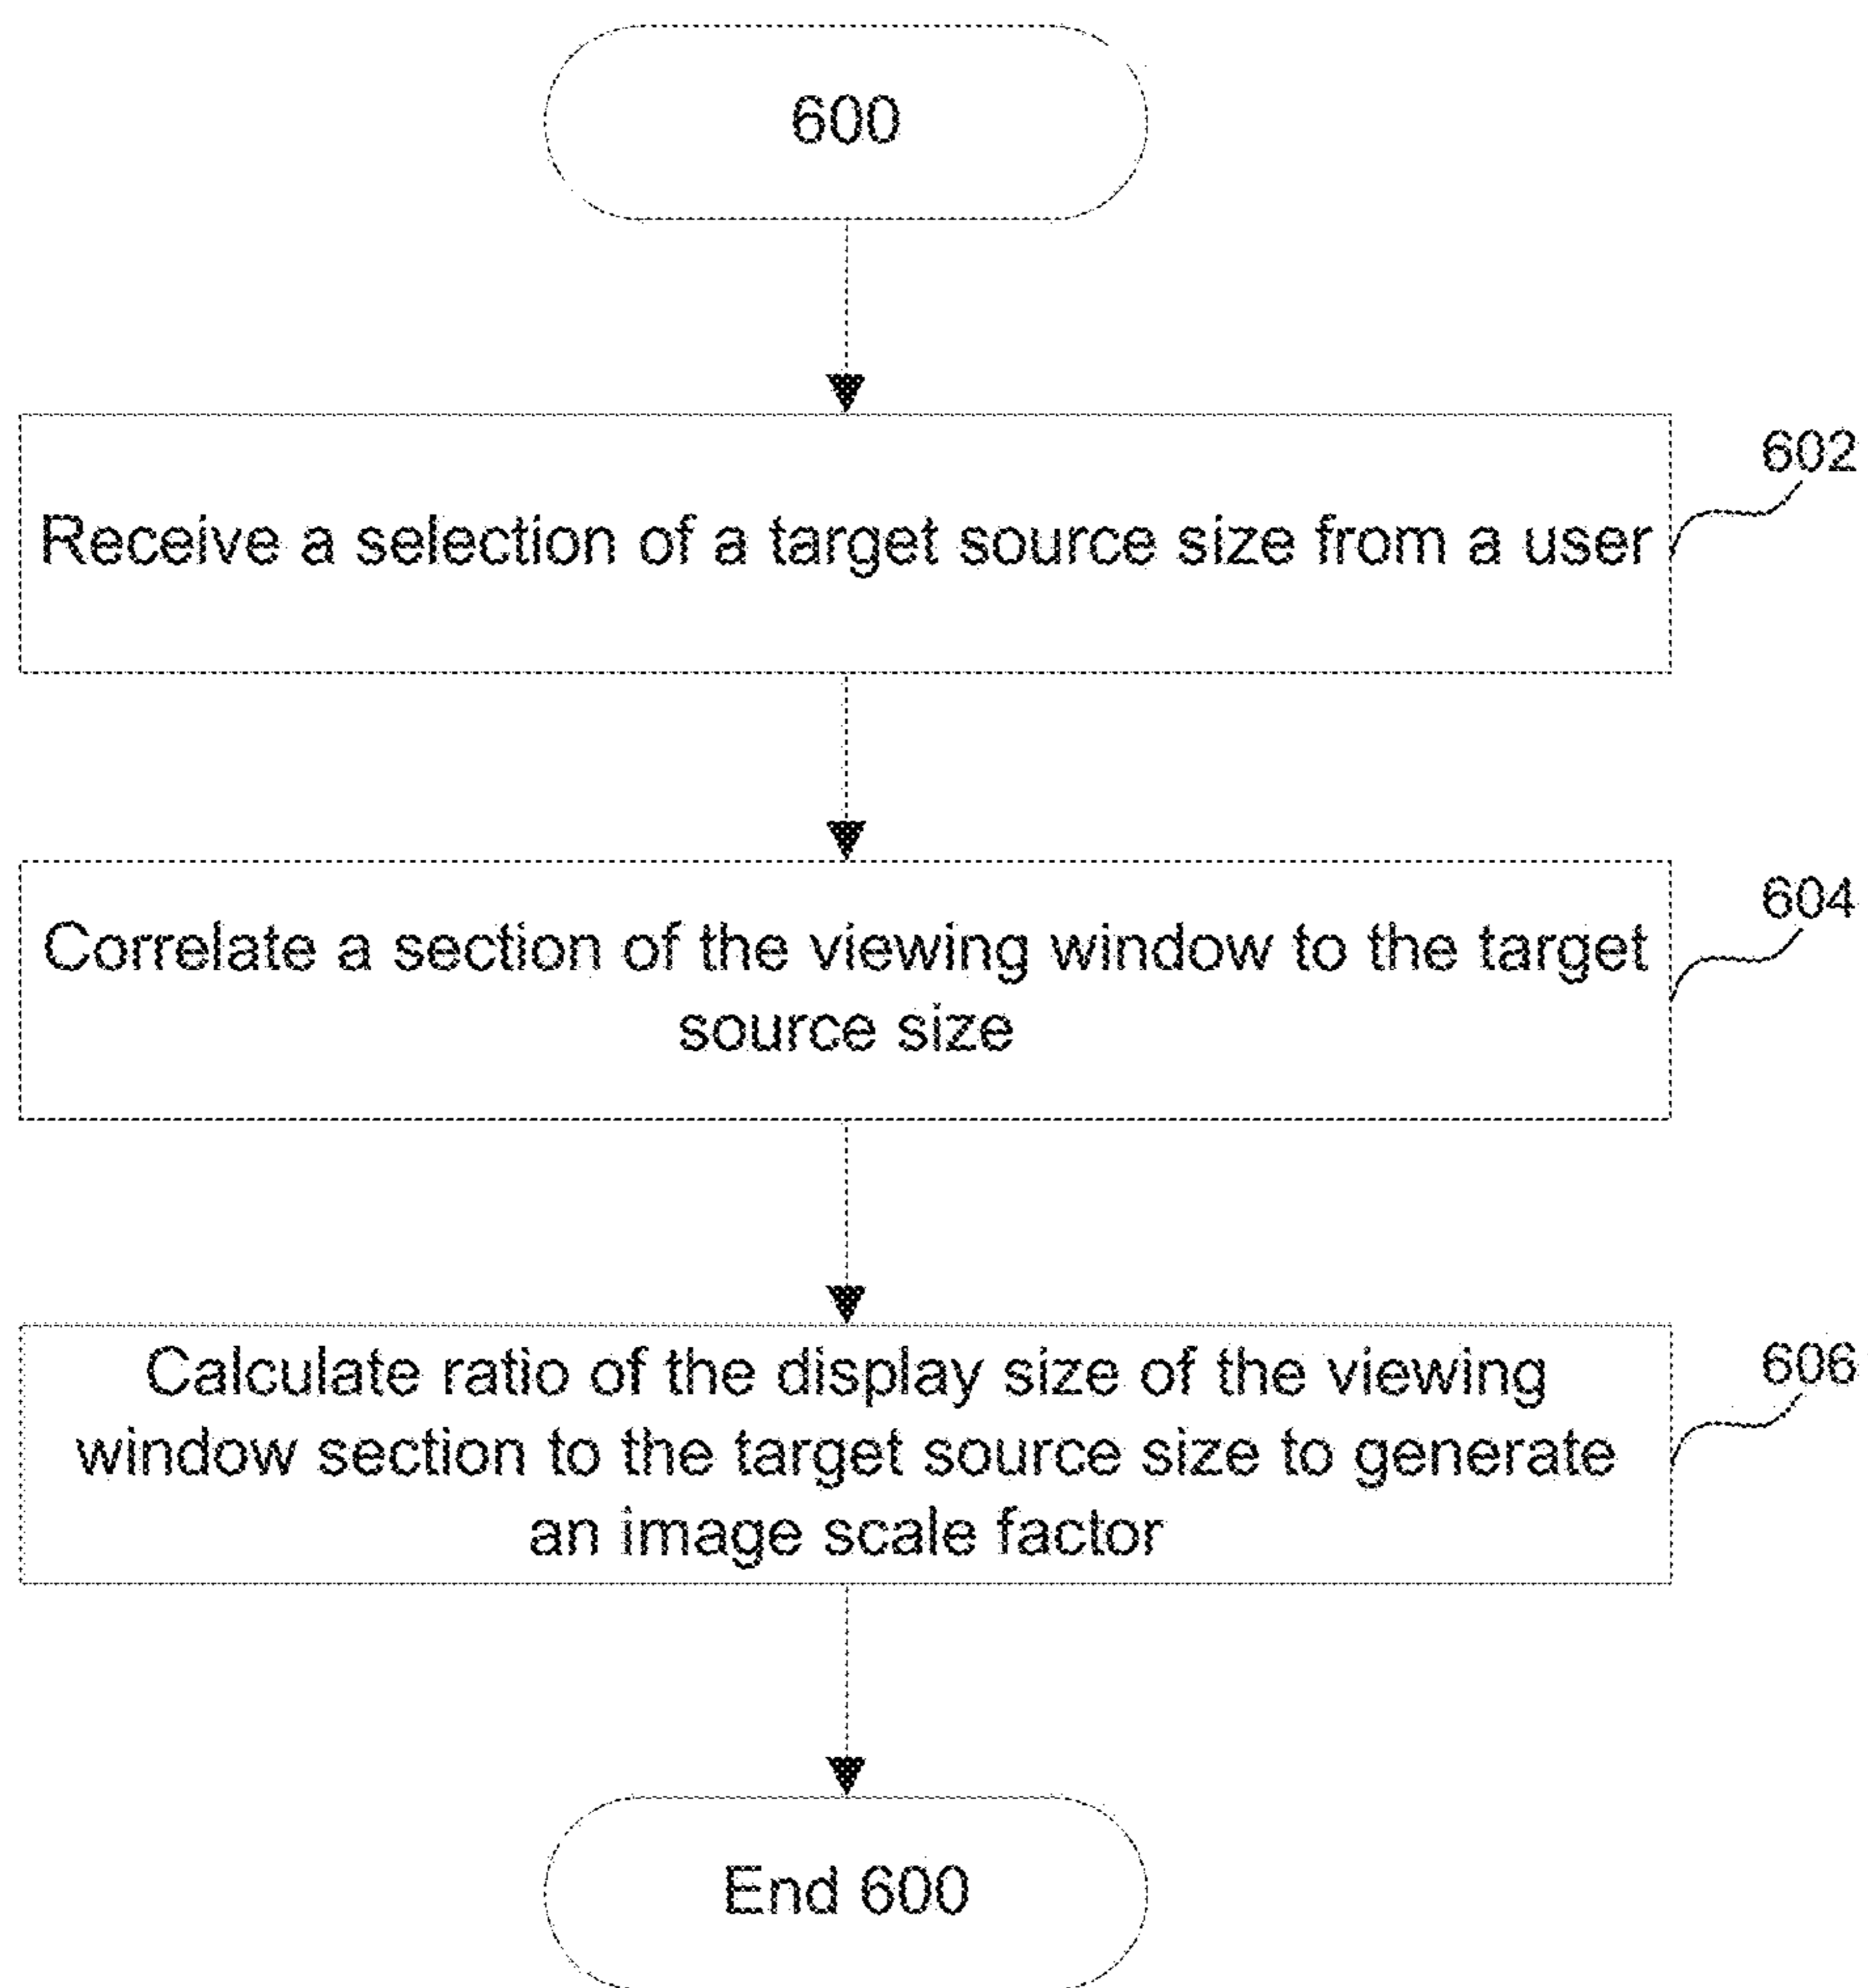 600
602
Receive a selection of a target source size from a user
604
Correlate a section of the viewing window to the target
source size
606
Calculate ratio of the display size of the viewing
window section to the target source size to generate
an image scale factor
End 600